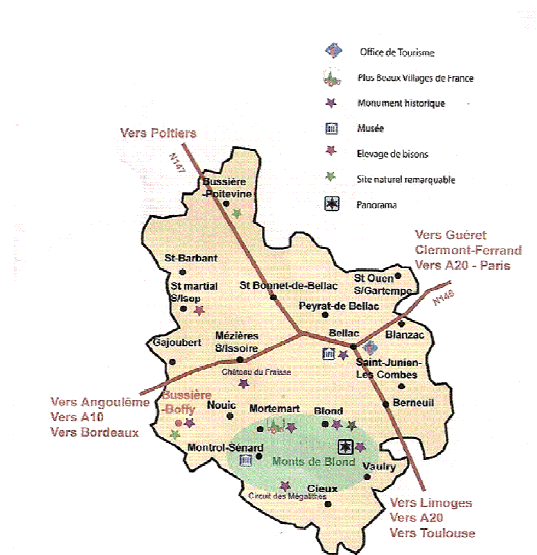 Office de Tourisme
Plus Beaux Villages de France
Monument historique
Musée
Elevage de bisons
Site naturel remarquable
Panorama
Vers Poitiers
N147
Bussière
-Poitevine
Vers Guéret
Clermont-Ferrand
Vers A20 - Paris
N145
St-Barbant
St martial
S/Isop
St Bonnet-de-Bellac
St Ouen
S/Gartempe
Peyrat-de Bellac
Gajoubert
Mézières
S/Issoire
Bellac
Blanzac
Saint-Junien-
Les Combes
Château du Fraisse
Vers Angoulême
Vers A10
Vers Bordeaux
Bussière
-Boffy
Nouic
Mortemart
Blond
Berneuil
Montrol-Sénard
Monts de Blond
Vaulry
Cieux
Circuit des Mégalithes
Vers Limoges
Vers A20
Vers Toulouse